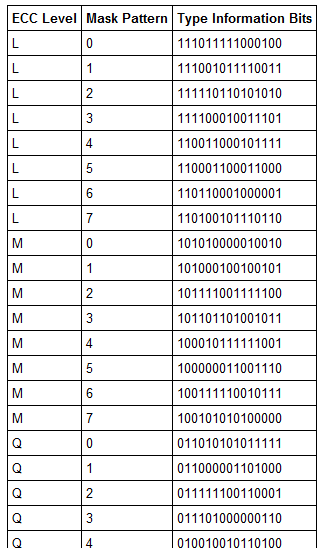 ECC Level Mask Pattern Type Information Bits
L 0 111011111000100
L 1 111001011110011
L 2 111110110101010
L 3 111100010011101
L 4 110011000101111
L 5 110001100011000
L 6 110110001000001
L 7 110100101110110
M 0 101010000010010
M 1 101000100100101
M 2 101111001111100
M 3 101101101001011
M 4 100010111111001
M 5 100000011001110
M 6 100111110010111
M 7 100101010100000
Q 0 011010101011111
Q 1 011000001101000
Q 2 011111100110001
Q 3 011101000000110
Q 4 010010010110100